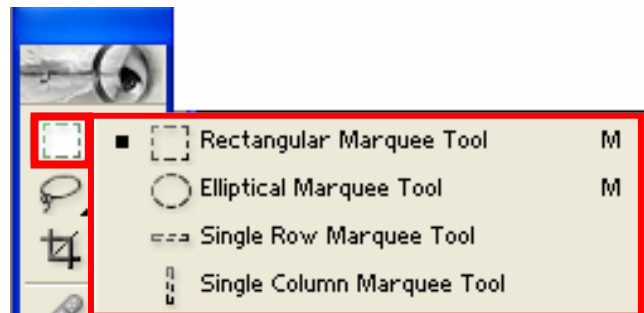 Rectangular Marquee Tool M
Elliptical Marquee Tool M
Single Row Marquee Tool
Single Column Marquee Tool